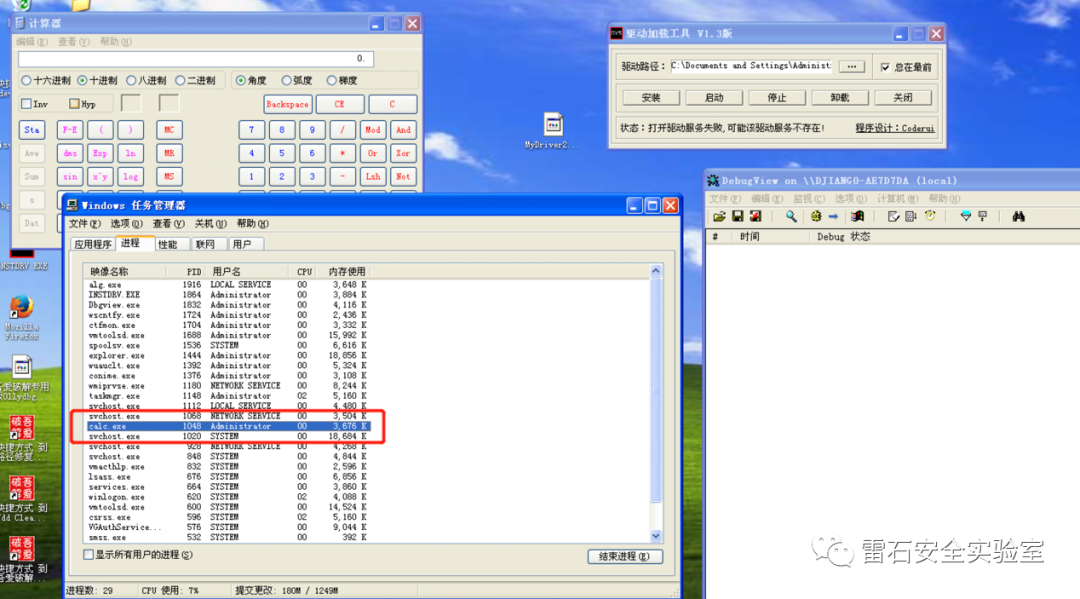 计算器
编辑(E) 查看(V) 帮助(H)
0.
十六进制 十进制 八进制 二进制 角度 弧度 梯度
Inv Hyp Backspace CE C
Sta F-E ( ) MC 7 8 9 / Mod And
Ave dms Exp ln MR 4 5 6 * Or Xor
Sum sin x^y log MS 1 2 3 - Lsh Not
s
Dat
驱动加载工具 V1.3版
驱动路径: C:\Documents and Settings\Administ ... 总在最前
安装 启动 停止 卸载 关闭
状态: 打开驱动服务失败,可能该驱动服务不存在! 程序设计: Coderui
MyDriver2...
DebugView on \\DJIANGO-AE7D7DA (local)
文件(F) 编辑(E) 监视(C) 选项(O) 计算机(M) 帮助(H)
# 时间 Debug 状态
Windows 任务管理器
文件(F) 选项(O) 查看(V) 关机(U) 帮助(H)
应用程序 进程 性能 联网 用户
映像名称 PID 用户名 CPU 内存使用
alg.exe 1916 LOCAL SERVICE 00 3,648 K
INSTDRV.EXE 1864 Administrator 00 3,884 K
Dbgview.exe 1832 Administrator 00 4,116 K
wscntfy.exe 1724 Administrator 00 2,436 K
ctfmon.exe 1704 Administrator 00 3,332 K
vmtoolsd.exe 1688 Administrator 00 15,992 K
spoolsv.exe 1536 SYSTEM 00 6,616 K
explorer.exe 1444 Administrator 00 18,856 K
wuauclt.exe 1392 Administrator 00 5,324 K
conime.exe 1376 Administrator 00 3,108 K
wmiprvse.exe 1180 NETWORK SERVICE 00 8,244 K
taskmgr.exe 1148 Administrator 02 5,160 K
svchost.exe 1112 LOCAL SERVICE 00 4,480 K
svchost.exe 1068 NETWORK SERVICE 00 3,504 K
calc.exe 1048 Administrator 00 3,676 K
svchost.exe 1020 SYSTEM 00 18,684 K
svchost.exe 928 NETWORK SERVICE 00 4,268 K
svchost.exe 848 SYSTEM 00 4,844 K
vmacthlp.exe 832 SYSTEM 00 2,596 K
lsass.exe 676 SYSTEM 00 6,856 K
services.exe 664 SYSTEM 00 3,860 K
winlogon.exe 620 SYSTEM 02 4,088 K
vmtoolsd.exe 600 SYSTEM 00 14,524 K
csrss.exe 596 SYSTEM 02 5,160 K
VGAuthService... 576 SYSTEM 00 9,044 K
smss.exe 532 SYSTEM 00 392 K
显示所有用户的进程(S) 结束进程(E)
进程数: 29 CPU 使用: 7% 提交更改: 180M / 1249M
INSTDRV.EXE
Mozilla
Firefox
吾爱破解专用
Ollydbg...
破吾
解爱
快捷方式 到
破吾
解爱
快捷方式 到
破吾
解爱
快捷方式 到
雷石安全实验室